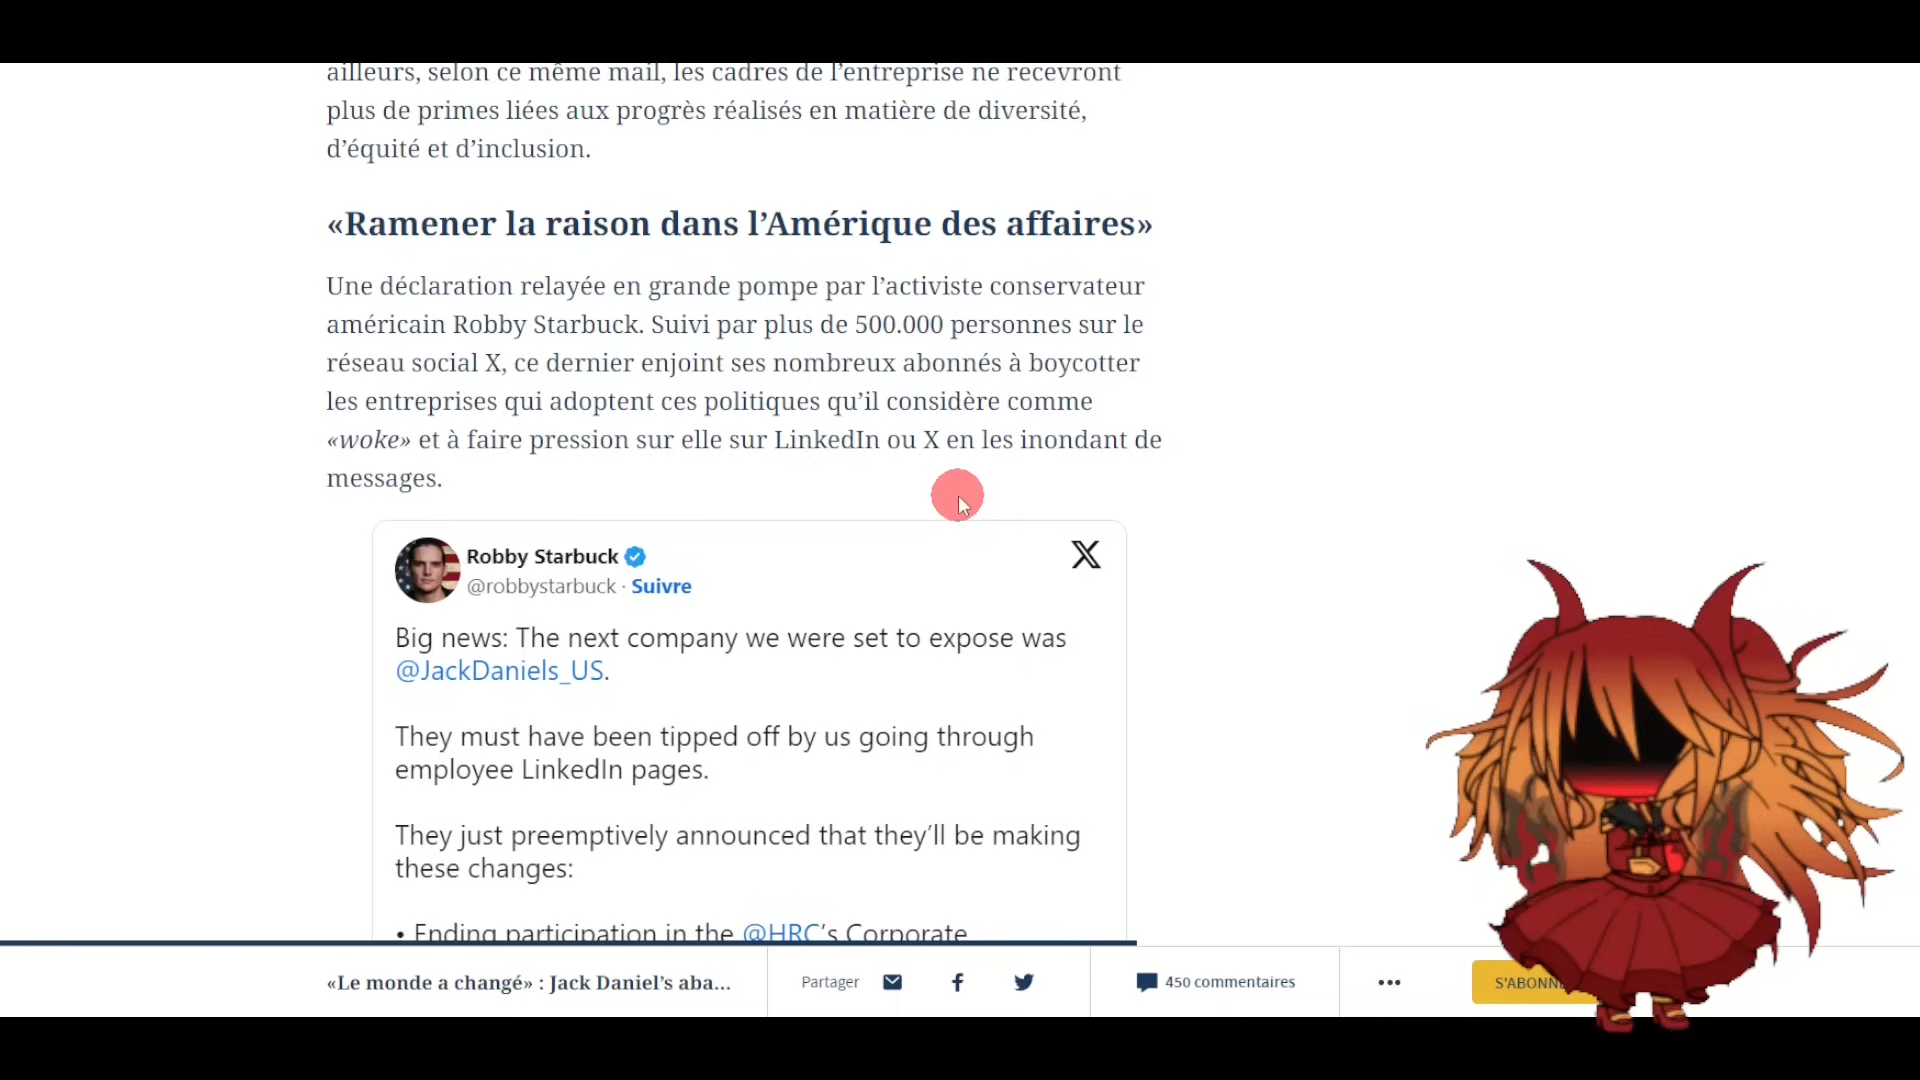 ailleurs, selon ce même mail, les cadres de l’entreprise ne recevront
plus de primes liées aux progrès réalisés en matière de diversité,
d’équité et d’inclusion.
«Ramener la raison dans l’Amérique des affaires»
Une déclaration relayée en grande pompe par l’activiste conservateur
américain Robby Starbuck. Suivi par plus de 500.000 personnes sur le
réseau social X, ce dernier enjoint ses nombreux abonnés à boycotter
les entreprises qui adoptent ces politiques qu’il considère comme
«woke» et à faire pression sur elle sur LinkedIn ou X en les inondant de
messages.
Robby Starbuck
@robbystarbuck · Suivre
Big news: The next company we were set to expose was
@JackDaniels_US.
They must have been tipped off by us going through
employee LinkedIn pages.
They just preemptively announced that they’ll be making
these changes:
• Ending participation in the @HRC’s Corporate
«Le monde a changé» : Jack Daniel’s aba...
Partager
450 commentaires
S'ABONN